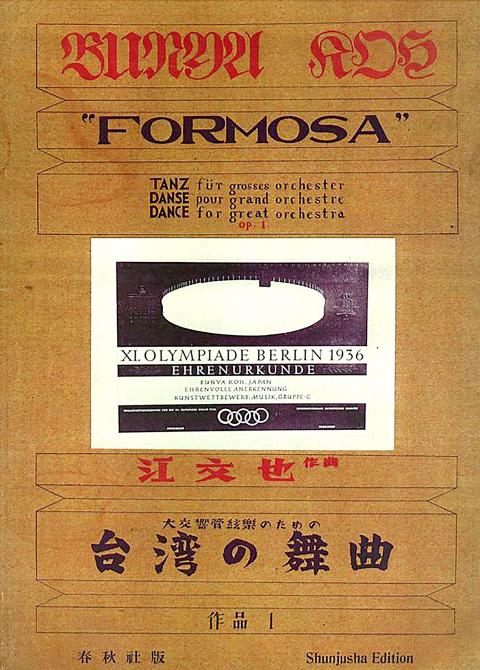 BUNYA KOH
“FORMOSA”
TANZ für grosses orchester
DANSE pour grand orchestre
DANCE for great orchestra
op. 1
XI. OLYMPIADE BERLIN 1936
EHRENURKUNDE
BUNYA KOH, JAPAN
EHRENVOLLE ANERKENNUNG
KUNSTWETTBEWERB: MUSIK, GRUPPE·C
江文也 作曲
大交響管絃樂のための
台湾の舞曲
作品 1
春秋社版
Shunjusha Edition